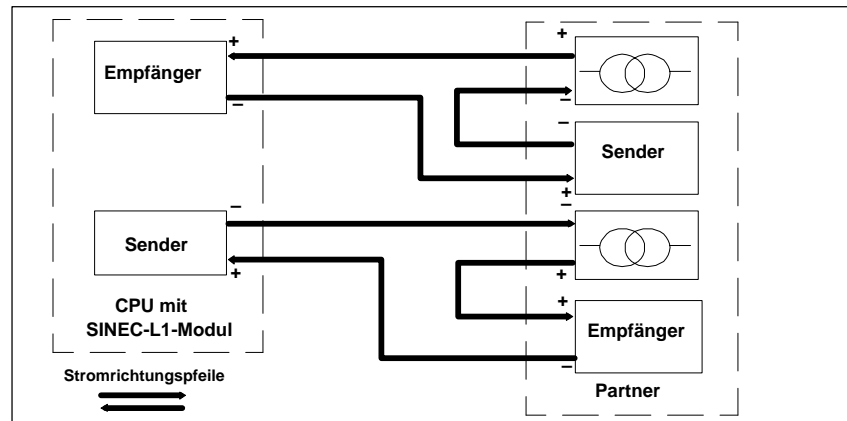 +
Empfänger
–
+
–
–
Sender
+
–
Sender
–
+
+
+
Empfänger
–
CPU mit
SINEC-L1-Modul
Stromrichtungspfeile
Partner